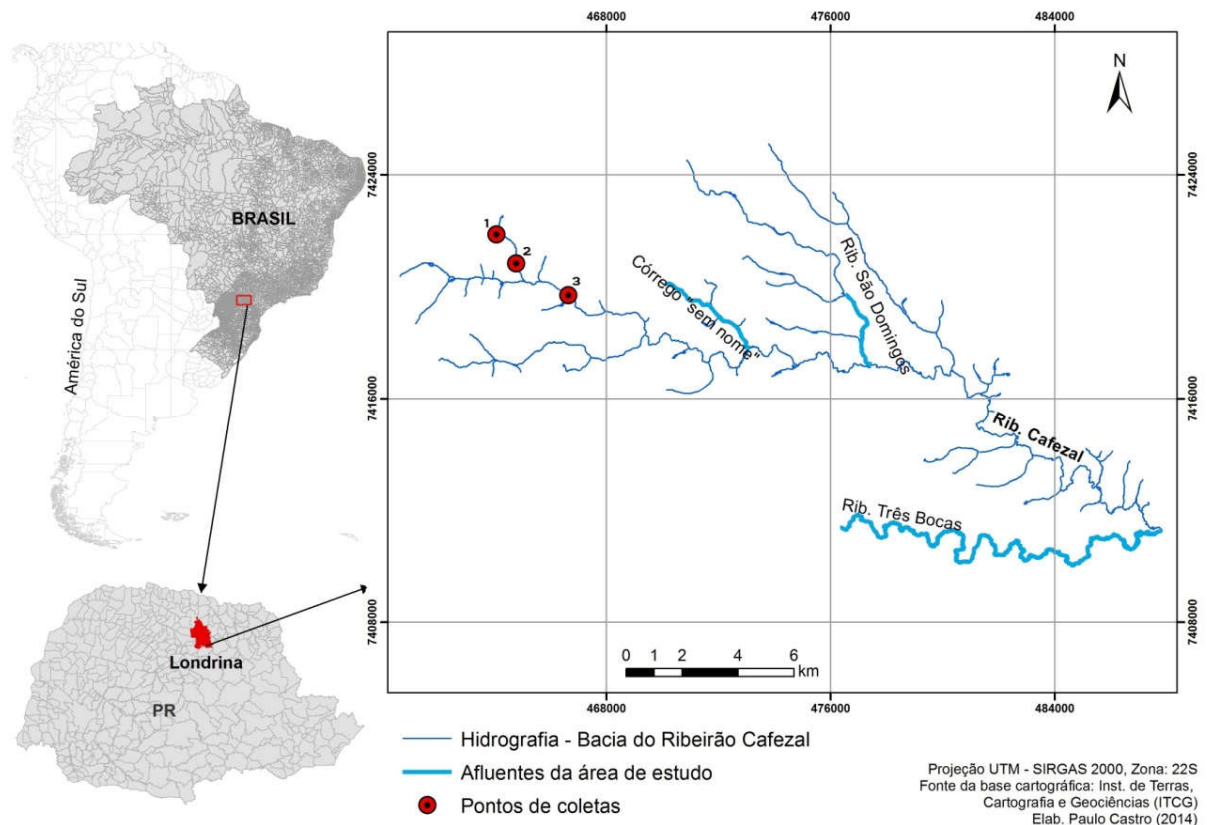 468000
476000
484000
N
7424000
7424000
BRASIL
América do Sul
1
2
3
Córrego "sem nome"
Rib. São Domingos
7416000
7416000
Rib. Cafezal
Rib. Três Bocas
7408000
7408000
0 1 2 4 6
km
Londrina
PR
468000
476000
484000
Hidrografia - Bacia do Ribeirão Cafezal
Afluentes da área de estudo
Pontos de coletas
Projeção UTM - SIRGAS 2000, Zona: 22S
Fonte da base cartográfica: Inst. de Terras,
Cartografia e Geociências (ITCG)
Elab. Paulo Castro (2014)